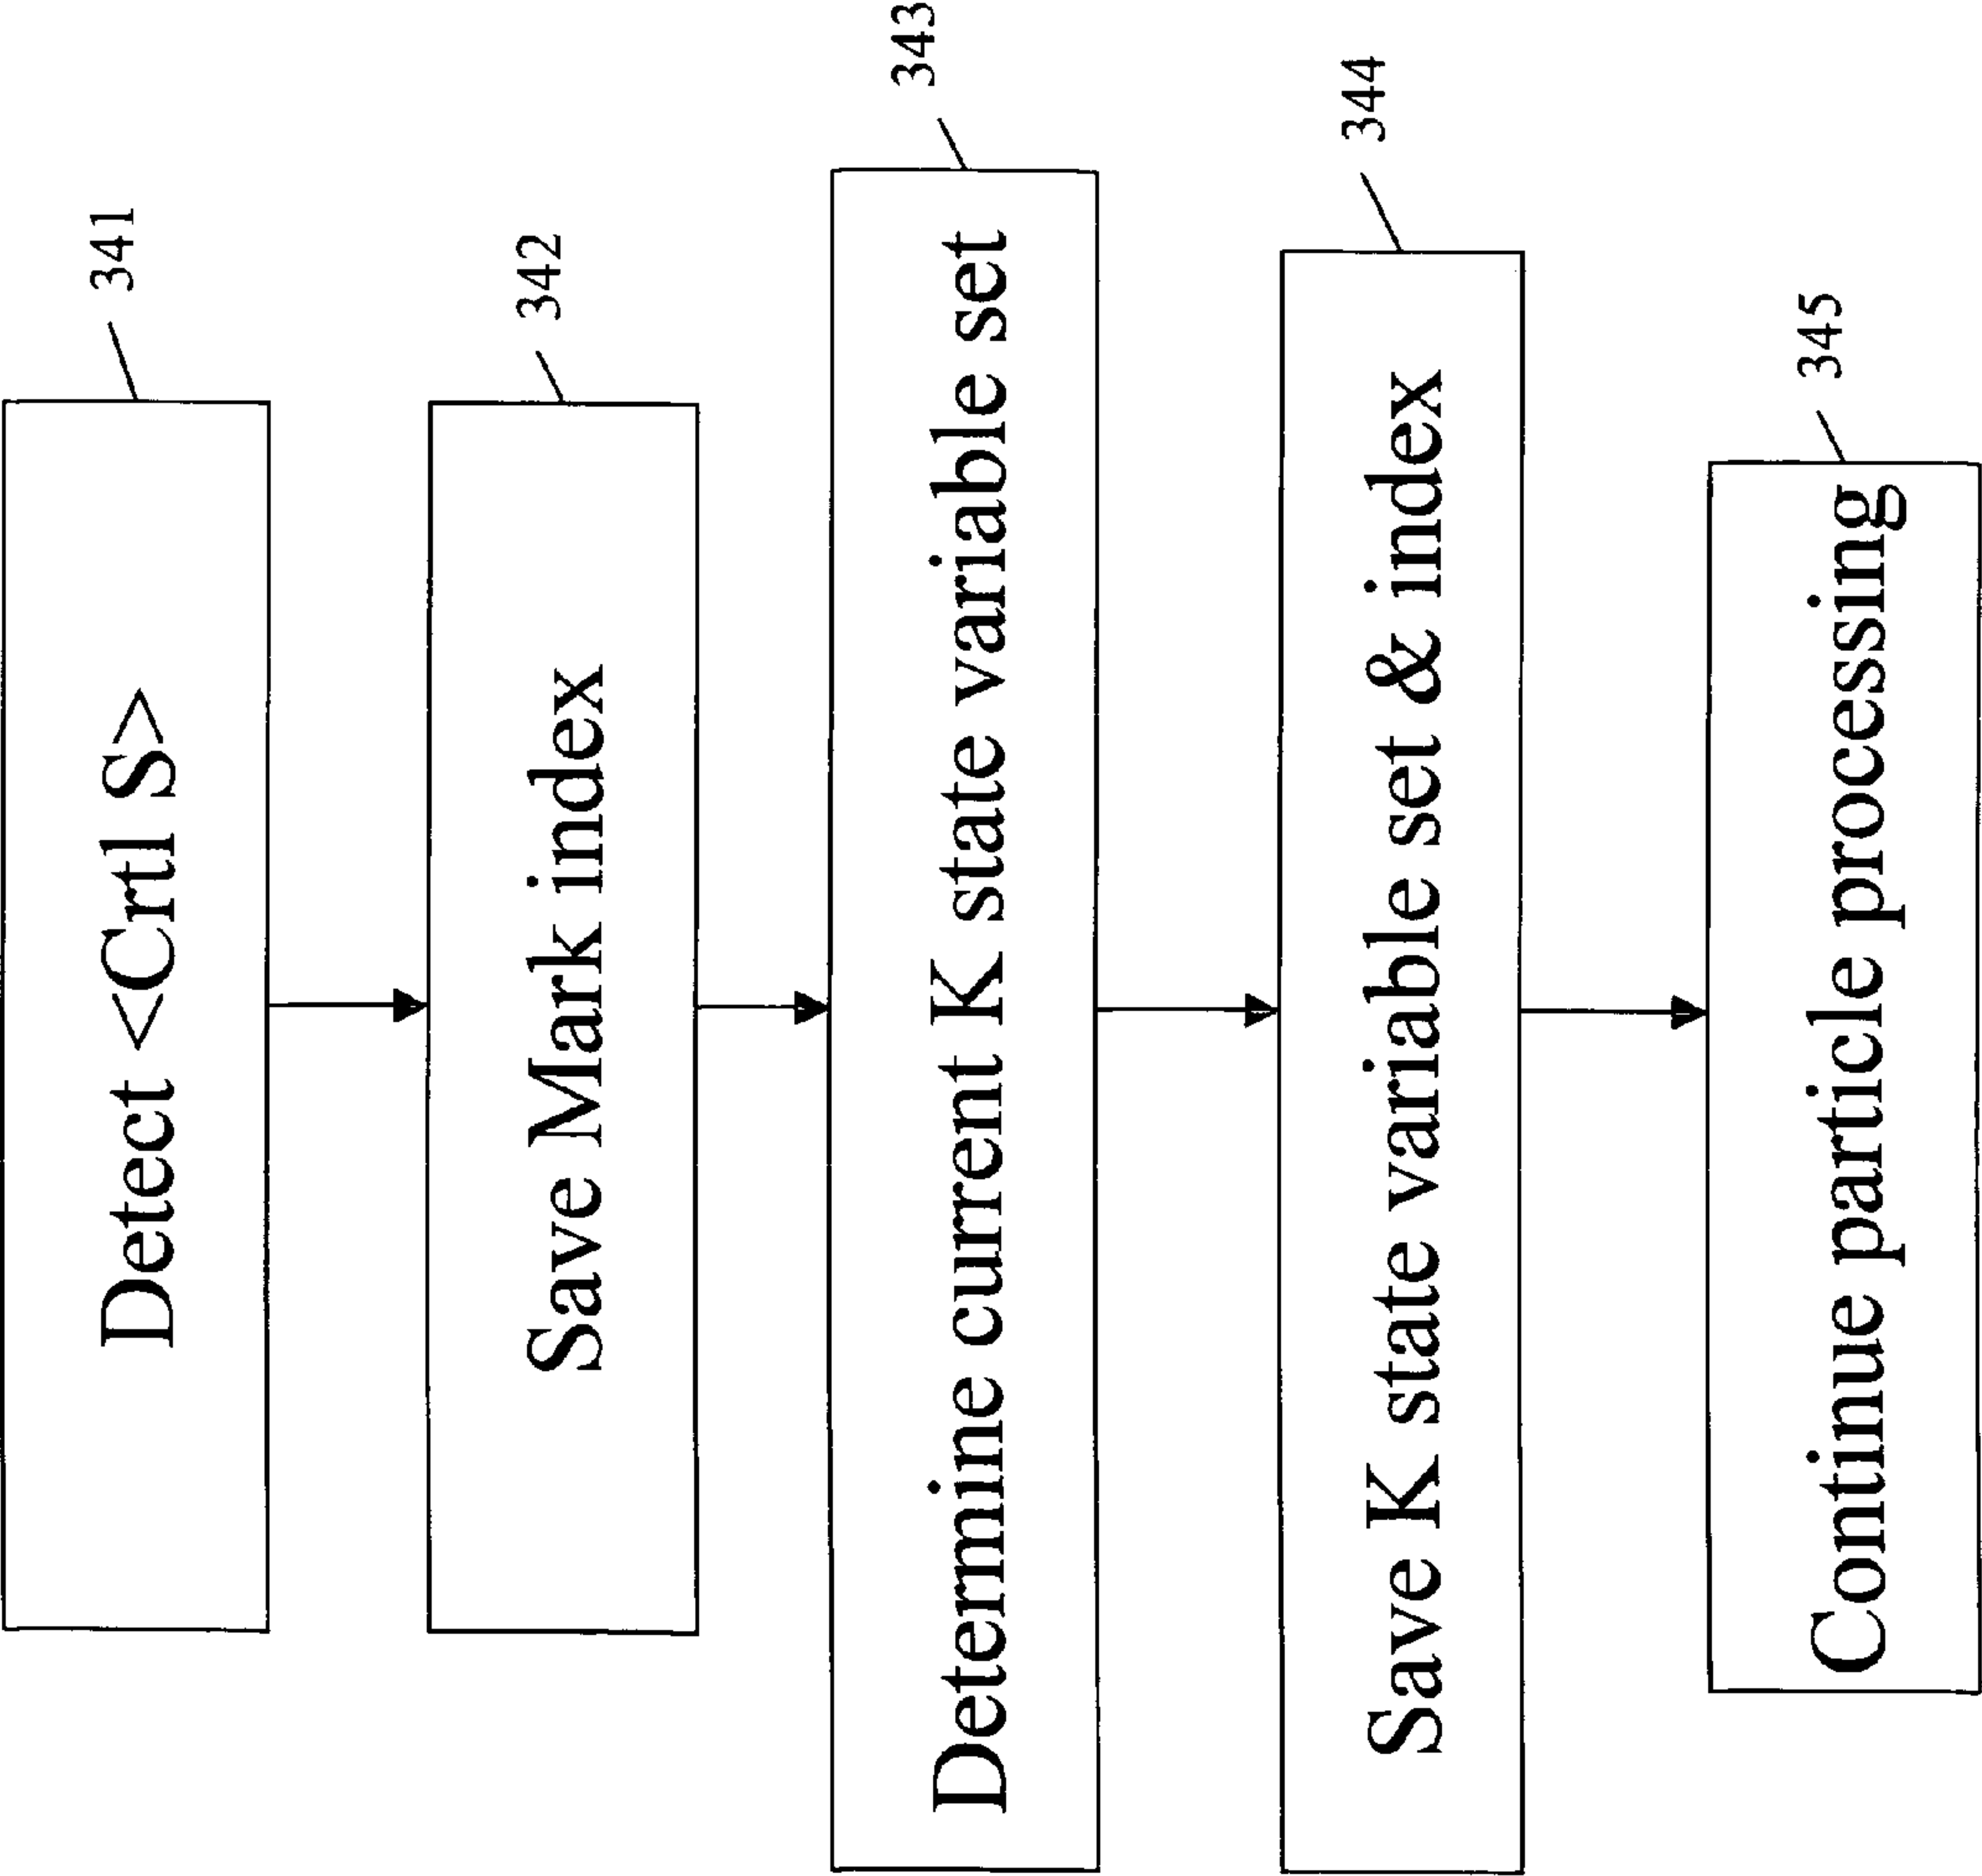 Detect <Crtl S>
341
Save Mark index
342
Determine current K state variable set
343
Save K state variable set & index
344
Continue particle processing
345